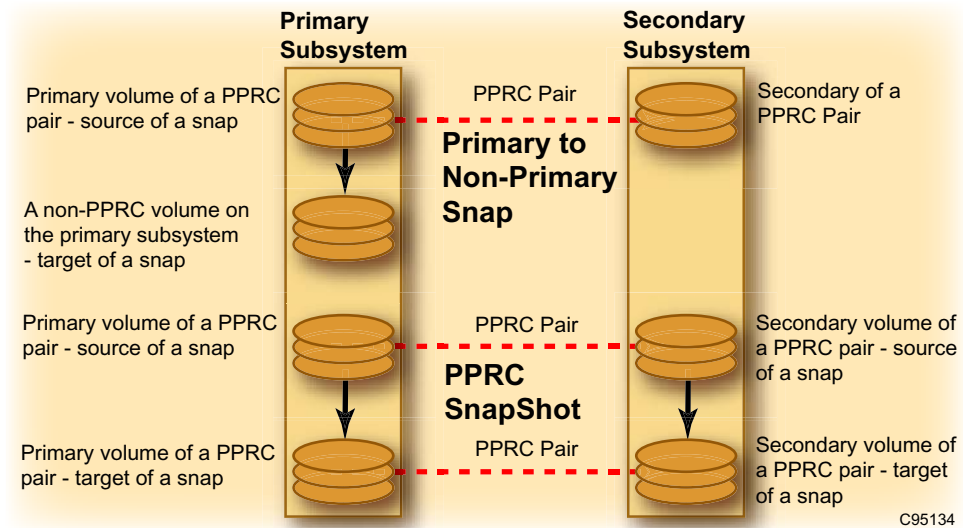 Primary
Subsystem
Secondary
Subsystem
Primary volume of a PPRC
pair - source of a snap
PPRC Pair
Secondary of a
PPRC Pair
Primary to
Non-Primary
Snap
A non-PPRC volume on
the primary subsystem
- target of a snap
Primary volume of a PPRC
pair - source of a snap
PPRC Pair
Secondary volume of
a PPRC pair - source
of a snap
PPRC
SnapShot
Primary volume of a PPRC
pair - target of a snap
PPRC Pair
Secondary volume of
a PPRC pair - target
of a snap
C95134